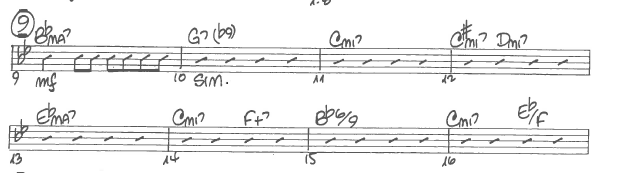 9
B♭MA7 G7(♭9) CMI7 C#MI7 DMI7
9 mf 10 SIM. 11 12
E♭MA7 CMI7 F+7 B♭6/9 CMI7 E♭/F
13 14 15 16